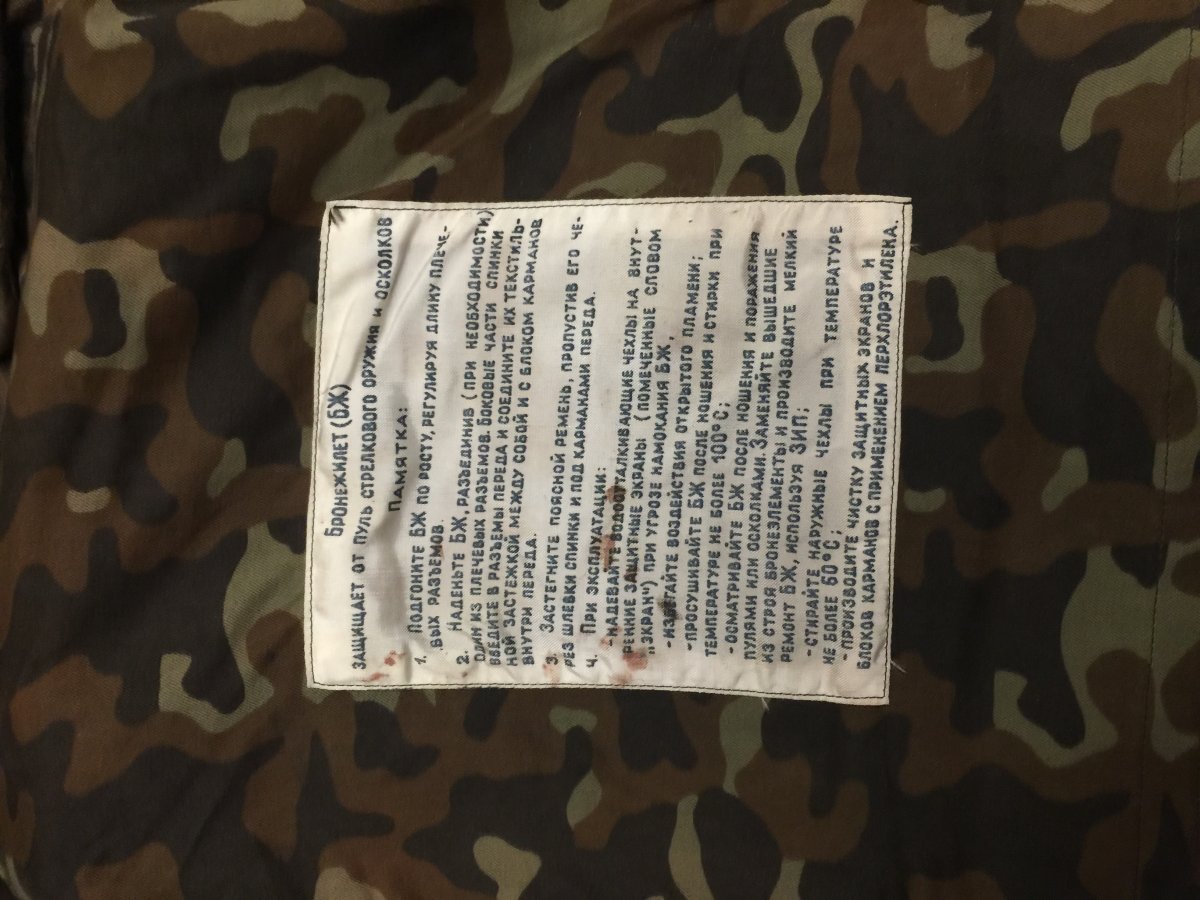 БРОНЕЖИЛЕТ (БЖ)
ЗАЩИЩАЕТ ОТ ПУЛЬ СТРЕЛКОВОГО ОРУЖИЯ И ОСКОЛКОВ
ПАМЯТКА:
1. ПОДГОНИТЕ БЖ ПО РОСТУ, РЕГУЛИРУЯ ДЛИНУ ПЛЕЧЕ-
ВЫХ РАЗЪЕМОВ.
2. НАДЕНЬТЕ БЖ, РАЗЪЕДИНИВ (ПРИ НЕОБХОДИМОСТИ)
ОДИН ИЗ ПЛЕЧЕВЫХ РАЗЪЕМОВ. БОКОВЫЕ ЧАСТИ СПИНКИ
ВВЕДИТЕ В РАЗЪЕМЫ ПЕРЕДА И СОЕДИНИТЕ ИХ ТЕКСТИЛЬ-
НОЙ ЗАСТЕЖКОЙ МЕЖДУ СОБОЙ И С БЛОКОМ КАРМАНОВ
ВНУТРИ ПЕРЕДА.
3. ЗАСТЕГНИТЕ ПОЯСНОЙ РЕМЕНЬ, ПРОПУСТИВ ЕГО ЧЕ-
РЕЗ ШЛЕВКИ СПИНКИ И ПОД КАРМАНАМИ ПЕРЕДА.
4. ПРИ ЭКСПЛУАТАЦИИ:
- НАДЕВАЙТЕ ВОДООТТАЛКИВАЮЩИЕ ЧЕХЛЫ НА ВНУТ-
РЕННИЕ ЗАЩИТНЫЕ ЭКРАНЫ (ПОМЕЧЕННЫЕ СЛОВОМ
„ЭКРАН") ПРИ УГРОЗЕ НАМОКАНИЯ БЖ,
- ИЗБЕГАЙТЕ ВОЗДЕЙСТВИЯ ОТКРЫТОГО ПЛАМЕНИ;
- ПРОСУШИВАЙТЕ БЖ ПОСЛЕ НОШЕНИЯ И СТИРКИ ПРИ
ТЕМПЕРАТУРЕ НЕ БОЛЕЕ 100°С;
- ОСМАТРИВАЙТЕ БЖ ПОСЛЕ НОШЕНИЯ И ПОРАЖЕНИЯ
ПУЛЯМИ ИЛИ ОСКОЛКАМИ. ЗАМЕНЯЙТЕ ВЫШЕДШИЕ
ИЗ СТРОЯ БРОНЕЭЛЕМЕНТЫ И ПРОИЗВОДИТЕ МЕЛКИЙ
РЕМОНТ БЖ, ИСПОЛЬЗУЯ ЗИП;
- СТИРАЙТЕ НАРУЖНЫЕ ЧЕХЛЫ ПРИ ТЕМПЕРАТУРЕ
НЕ БОЛЕЕ 60°С;
- ПРОИЗВОДИТЕ ЧИСТКУ ЗАЩИТНЫХ ЭКРАНОВ И
БЛОКОВ КАРМАНОВ С ПРИМЕНЕНИЕМ ПЕРХЛОРЭТИЛЕНА.